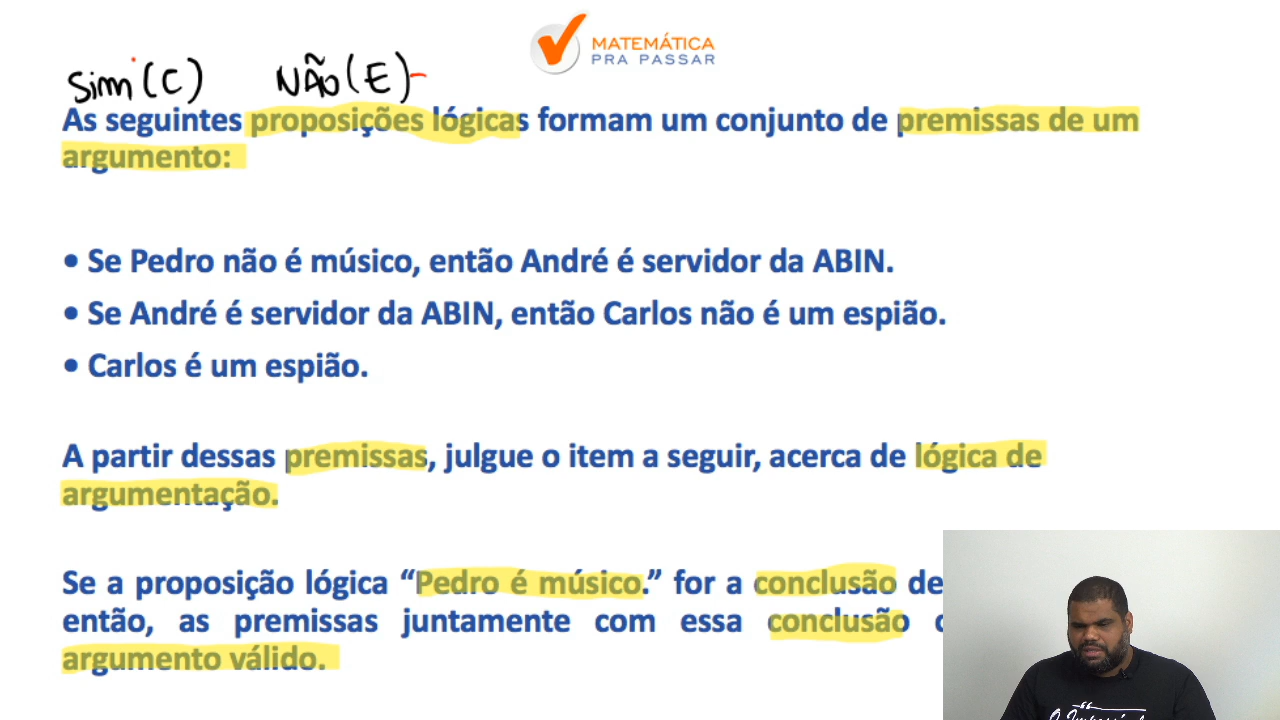 MATEMÁTICA
PRA PASSAR
Sim (C) NÃO (E)
As seguintes proposições lógicas formam um conjunto de premissas de um
argumento:
• Se Pedro não é músico, então André é servidor da ABIN.
• Se André é servidor da ABIN, então Carlos não é um espião.
• Carlos é um espião.
A partir dessas premissas, julgue o item a seguir, acerca de lógica de
argumentação.
Se a proposição lógica “Pedro é músico.” for a conclusão de
então, as premissas juntamente com essa conclusão
argumento válido.